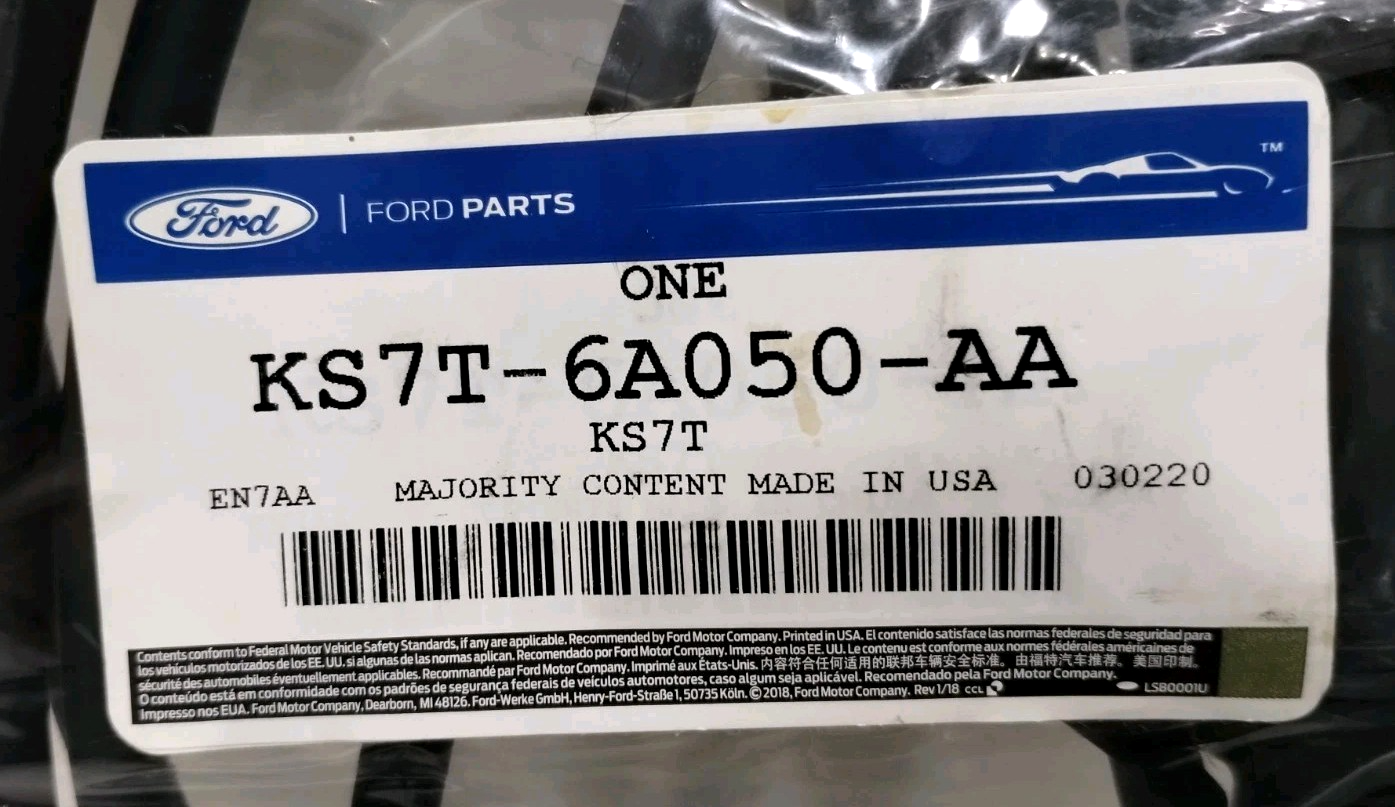 Ford | FORD PARTS ™
ONE
KS7T-6A050-AA
KS7T
EN7AA MAJORITY CONTENT MADE IN USA 030220
Contents conform to Federal Motor Vehicle Safety Standards, if any are applicable. Recommended by Ford Motor Company. Printed in USA. El contenido satisface las normas federales de seguridad para
los vehículos motorizados de los EE. UU. si algunas de las normas aplican. Recomendado por Ford Motor Company. Impreso en los EE. UU. Le contenu est conforme aux normes fédérales américaines de
sécurité des automobiles éventuellement applicables. Recommandé par Ford Motor Company. Imprimé aux États-Unis. 内容符合任何适用的联邦车辆安全标准。由福特汽车推荐。美国印制。
O conteúdo está em conformidade com os padrões de segurança federais de veículos automotores, caso algum seja aplicável. Recomendado pela Ford Motor Company.
Impresso nos EUA. Ford Motor Company, Dearborn, MI 48126. Ford-Werke GmbH, Henry-Ford-Straße 1, 50735 Köln. ©2018, Ford Motor Company. Rev 1/18 CCL LSB0001U